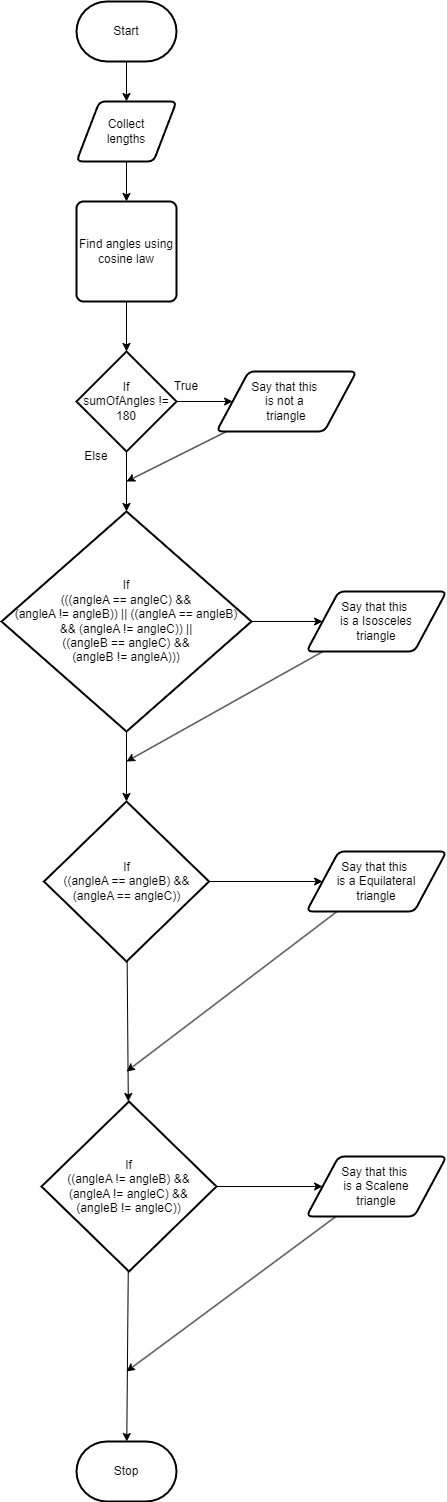 Start
Collect
lengths
Find angles using
cosine law
If
sumOfAngles !=
180
True
Say that this
is not a
triangle
Else
If
(((angleA == angleC) &&
(angleA != angleB)) || ((angleA == angleB)
&& (angleA != angleC)) ||
((angleB == angleC) &&
(angleB != angleA)))
Say that this
is a Isosceles
triangle
If
((angleA == angleB) &&
(angleA == angleC))
Say that this
is a Equilateral
triangle
If
((angleA != angleB) &&
(angleA != angleC) &&
(angleB != angleC))
Say that this
is a Scalene
triangle
Stop